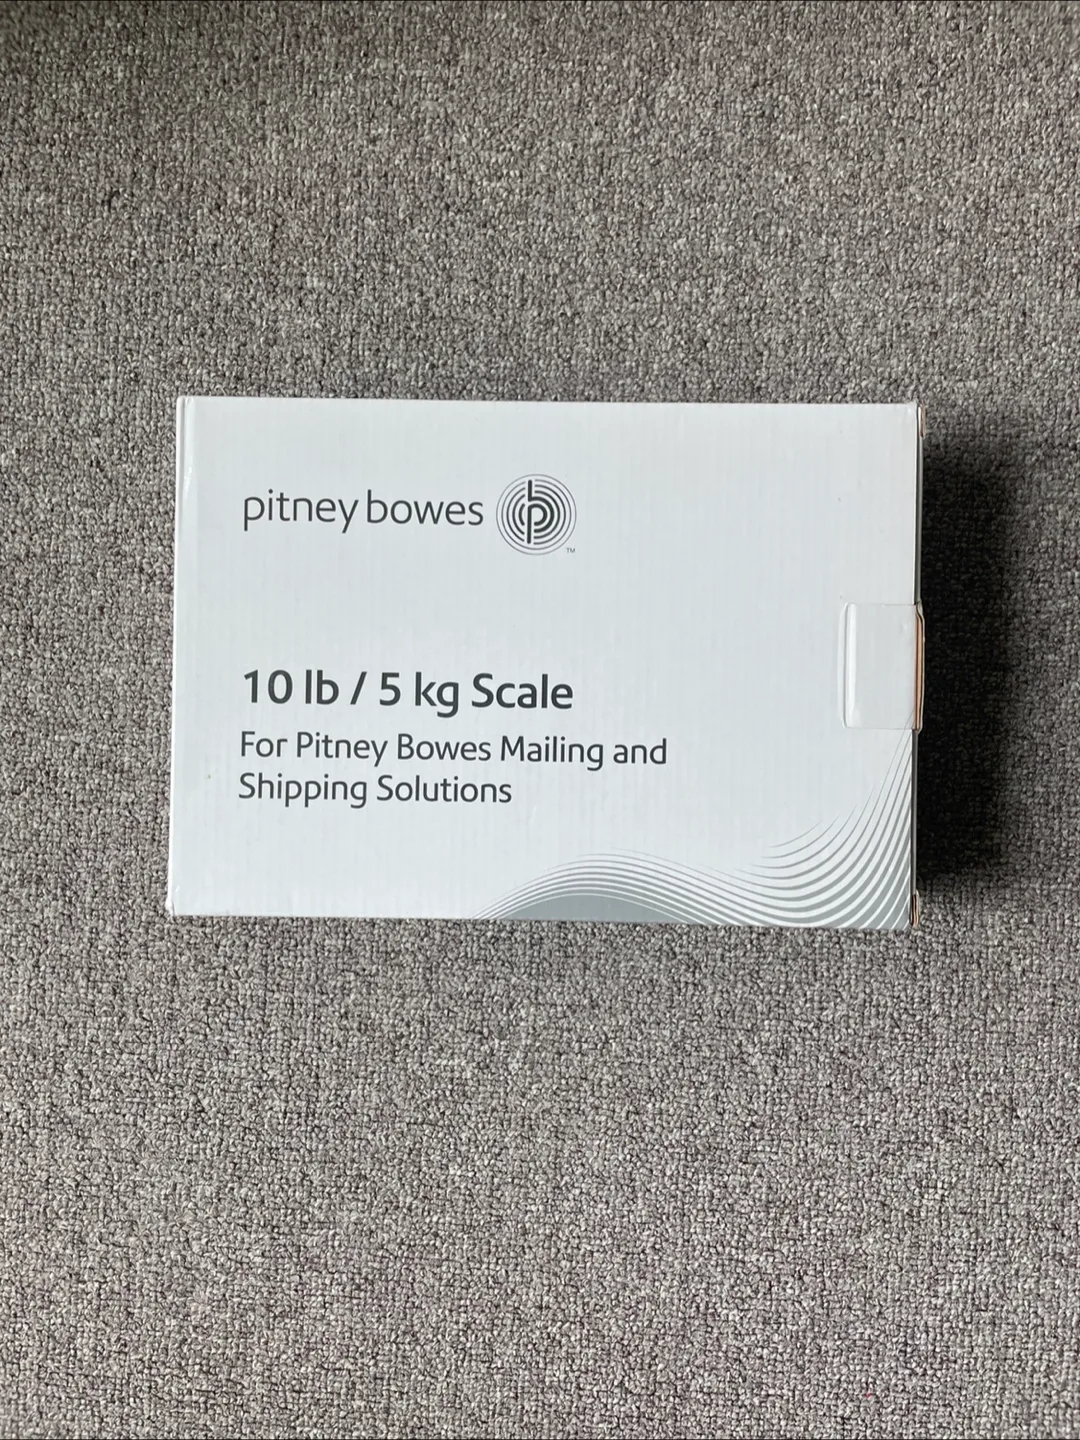 pitney bowes
TM
10 lb / 5 kg Scale
For Pitney Bowes Mailing and
Shipping Solutions